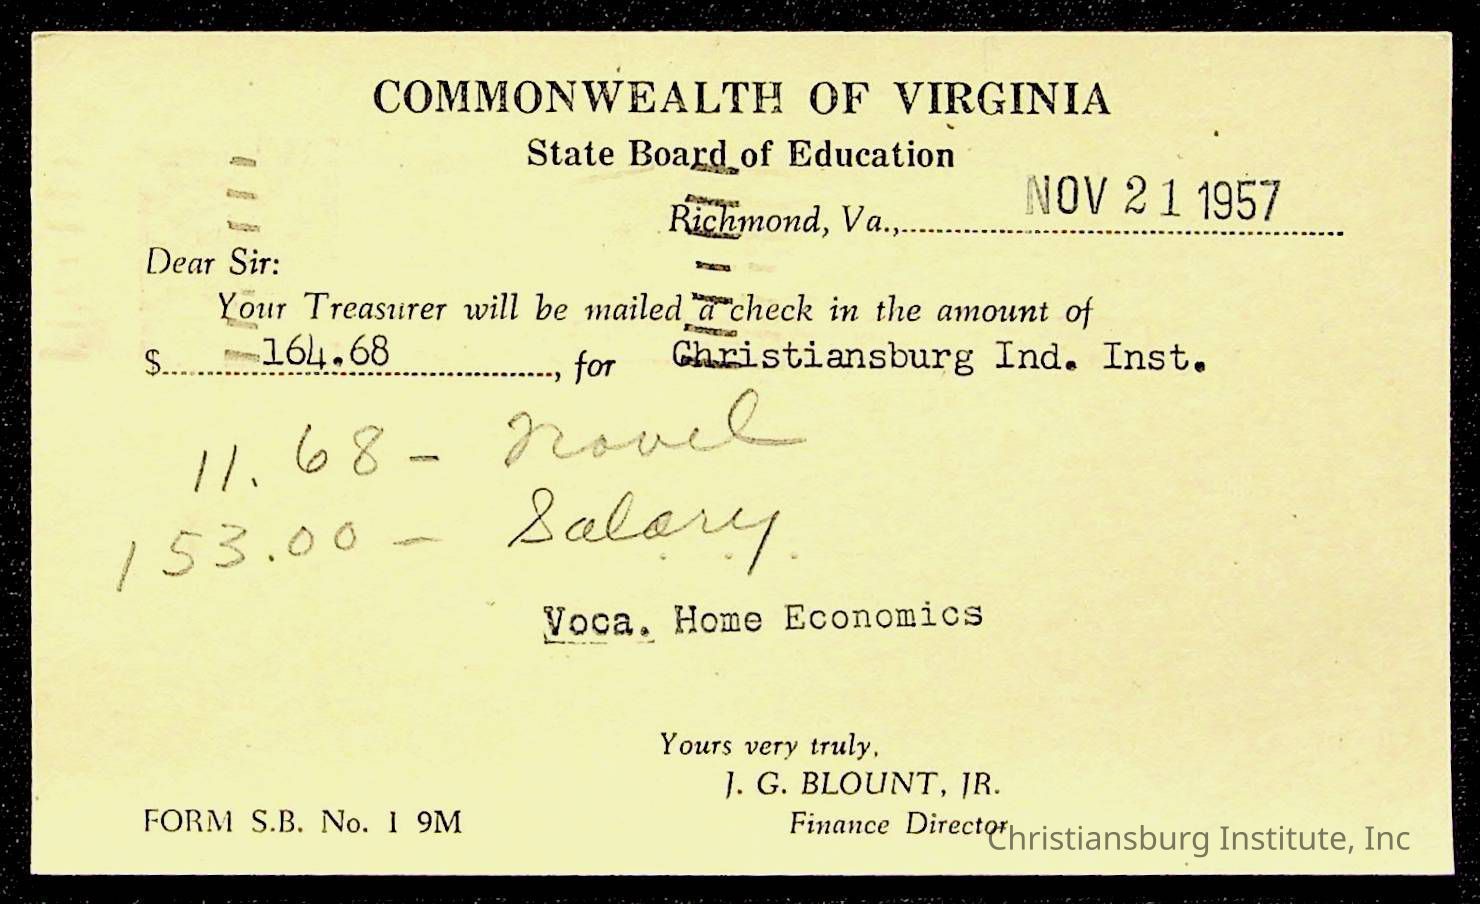 COMMONWEALTH OF VIRGINIA
State Board of Education
Richmond, Va., NOV 21 1957
Dear Sir:
Your Treasurer will be mailed a check in the amount of
$ 164.68, for Christiansburg Ind. Inst.
11.68 - Travel
153.00 - Salary
Voca. Home Economics
Yours very truly,
J. G. BLOUNT, JR.
FORM S.B. No. 1 9M
Finance Director
Christiansburg Institute, Inc